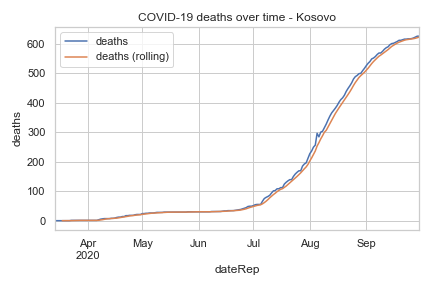 COVID-19 deaths over time - Kosovo
deaths
deaths (rolling)
600
500
400
300
200
100
0
deaths
Apr May Jun Jul Aug Sep
2020
dateRep